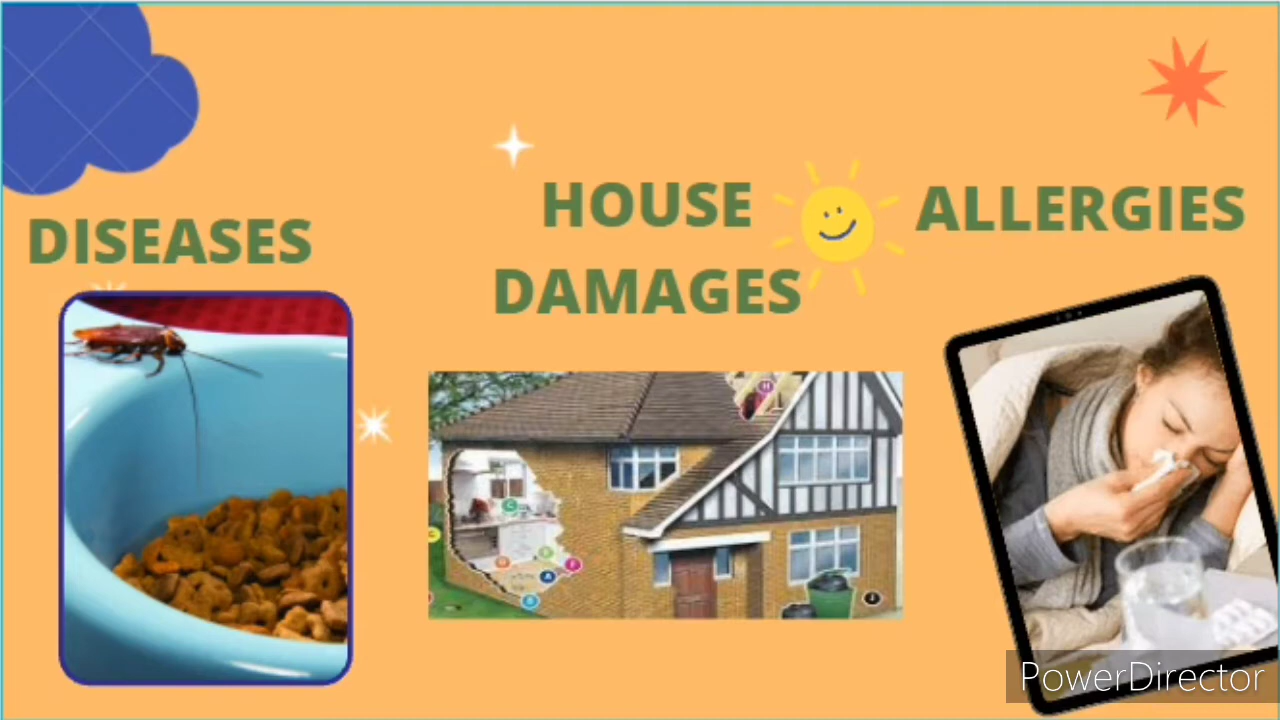 DISEASES
HOUSE
DAMAGES
ALLERGIES
PowerDirector